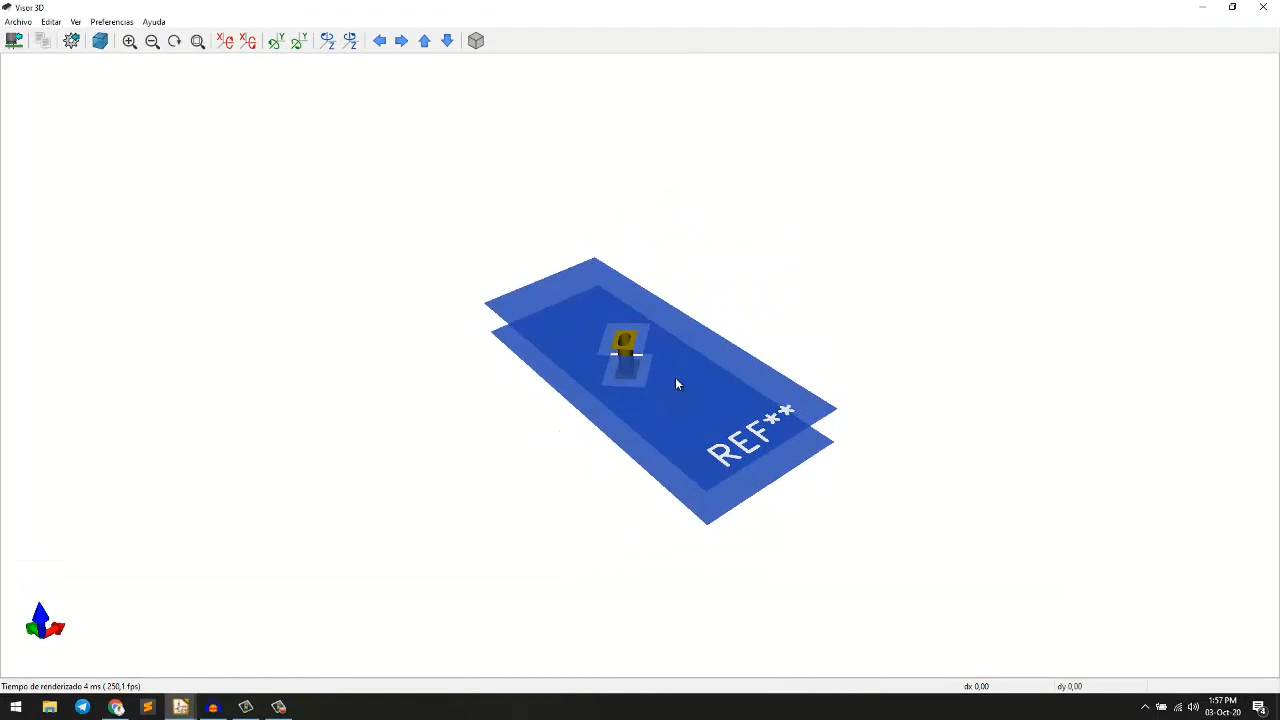 Visor 3D
Archivo Editar Ver Preferencias Ayuda
REF**
Tiempo de renderizado 4 ms ( 250,1 fps) dx 0,00 dy 0,00
1:57 PM
03-Oct-20